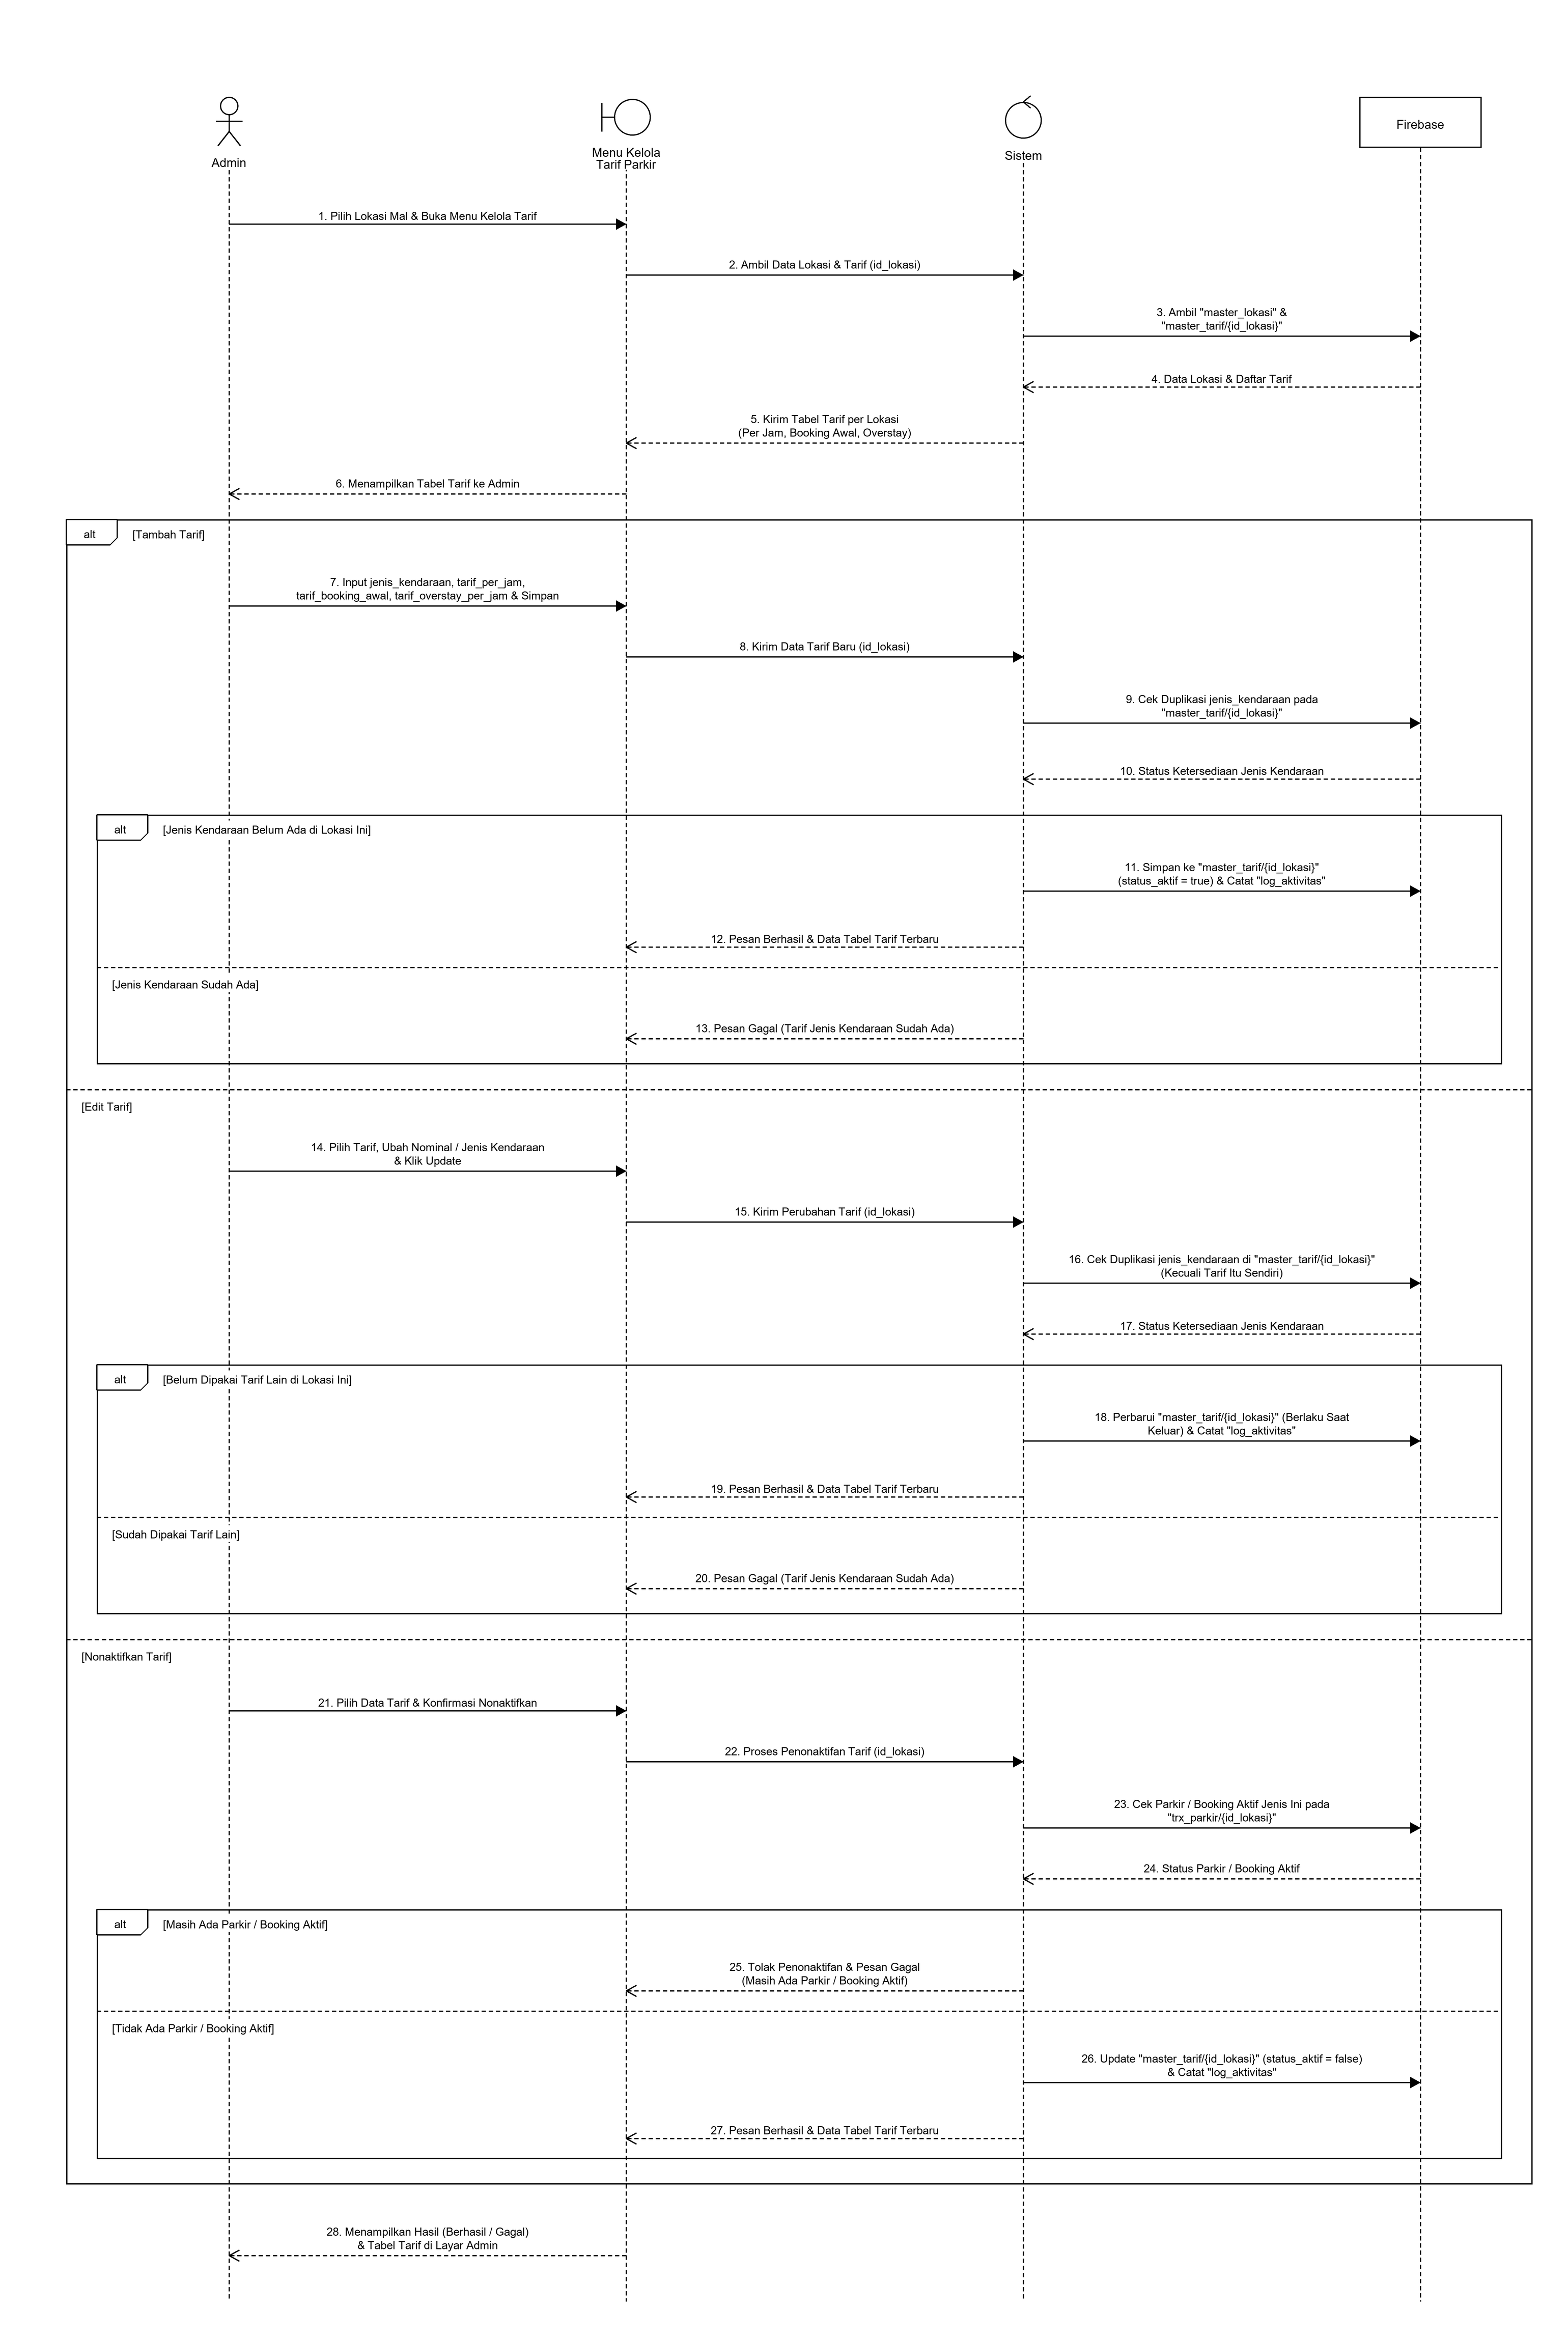 Admin
Menu Kelola
Tarif Parkir
Sistem
Firebase
1. Pilih Lokasi Mal & Buka Menu Kelola Tarif
2. Ambil Data Lokasi & Tarif (id_lokasi)
3. Ambil "master_lokasi" &
"master_tarif/{id_lokasi}"
4. Data Lokasi & Daftar Tarif
5. Kirim Tabel Tarif per Lokasi
(Per Jam, Booking Awal, Overstay)
6. Menampilkan Tabel Tarif ke Admin
alt
[Tambah Tarif]
7. Input jenis_kendaraan, tarif_per_jam,
tarif_booking_awal, tarif_overstay_per_jam & Simpan
8. Kirim Data Tarif Baru (id_lokasi)
9. Cek Duplikasi jenis_kendaraan pada
"master_tarif/{id_lokasi}"
10. Status Ketersediaan Jenis Kendaraan
alt
[Jenis Kendaraan Belum Ada di Lokasi Ini]
11. Simpan ke "master_tarif/{id_lokasi}"
(status_aktif = true) & Catat "log_aktivitas"
12. Pesan Berhasil & Data Tabel Tarif Terbaru
[Jenis Kendaraan Sudah Ada]
13. Pesan Gagal (Tarif Jenis Kendaraan Sudah Ada)
[Edit Tarif]
14. Pilih Tarif, Ubah Nominal / Jenis Kendaraan
& Klik Update
15. Kirim Perubahan Tarif (id_lokasi)
16. Cek Duplikasi jenis_kendaraan di "master_tarif/{id_lokasi}"
(Kecuali Tarif Itu Sendiri)
17. Status Ketersediaan Jenis Kendaraan
alt
[Belum Dipakai Tarif Lain di Lokasi Ini]
18. Perbarui "master_tarif/{id_lokasi}" (Berlaku Saat
Keluar) & Catat "log_aktivitas"
19. Pesan Berhasil & Data Tabel Tarif Terbaru
[Sudah Dipakai Tarif Lain]
20. Pesan Gagal (Tarif Jenis Kendaraan Sudah Ada)
[Nonaktifkan Tarif]
21. Pilih Data Tarif & Konfirmasi Nonaktifkan
22. Proses Penonaktifan Tarif (id_lokasi)
23. Cek Parkir / Booking Aktif Jenis Ini pada
"trx_parkir/{id_lokasi}"
24. Status Parkir / Booking Aktif
alt
[Masih Ada Parkir / Booking Aktif]
25. Tolak Penonaktifan & Pesan Gagal
(Masih Ada Parkir / Booking Aktif)
[Tidak Ada Parkir / Booking Aktif]
26. Update "master_tarif/{id_lokasi}" (status_aktif = false)
& Catat "log_aktivitas"
27. Pesan Berhasil & Data Tabel Tarif Terbaru
28. Menampilkan Hasil (Berhasil / Gagal)
& Tabel Tarif di Layar Admin